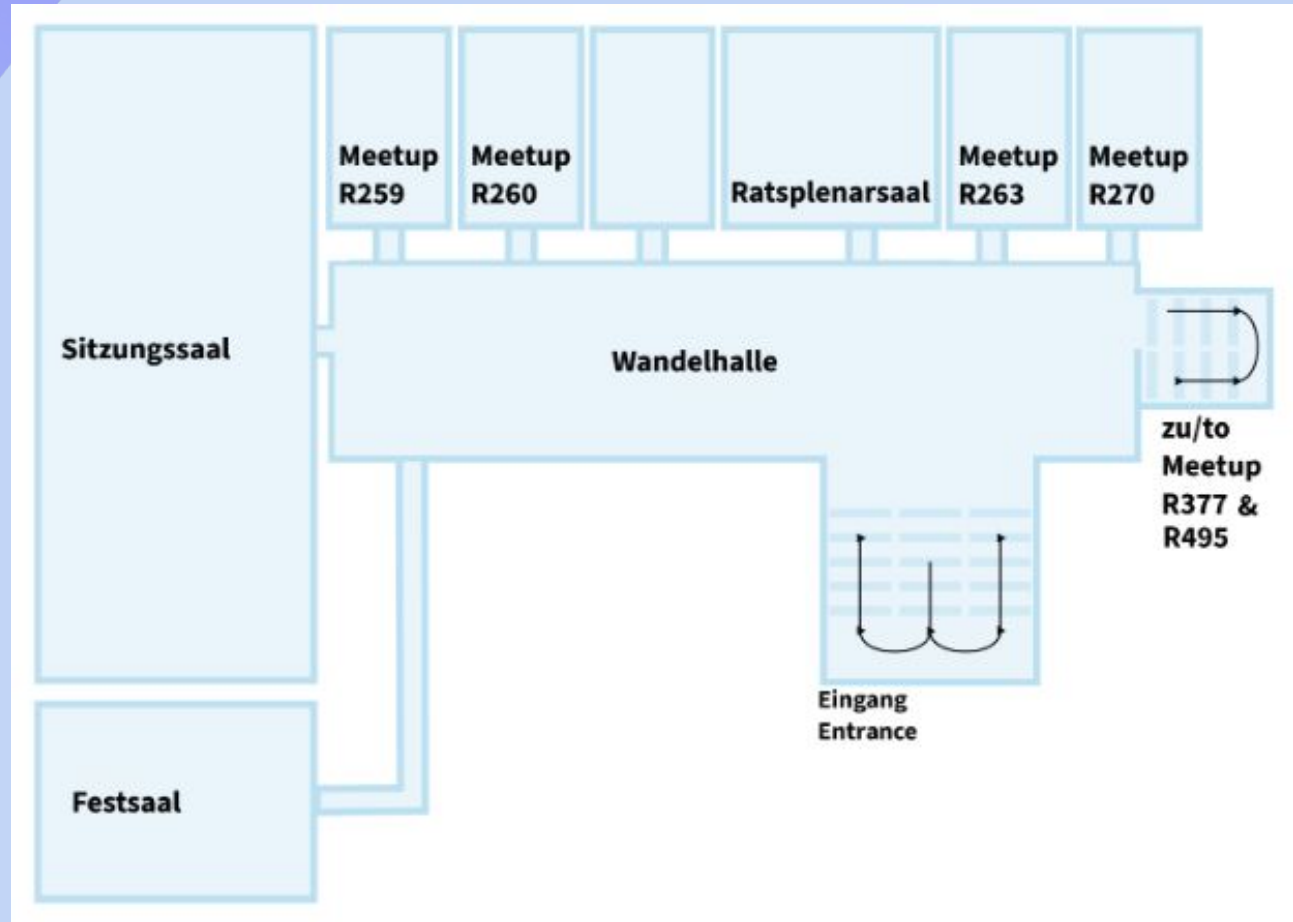 Meetup
R259
Meetup
R260
Ratsplenarsaal
Meetup
R263
Meetup
R270
Sitzungssaal
Wandelhalle
zu/to
Meetup
R377 &
R495
Eingang
Entrance
Festsaal